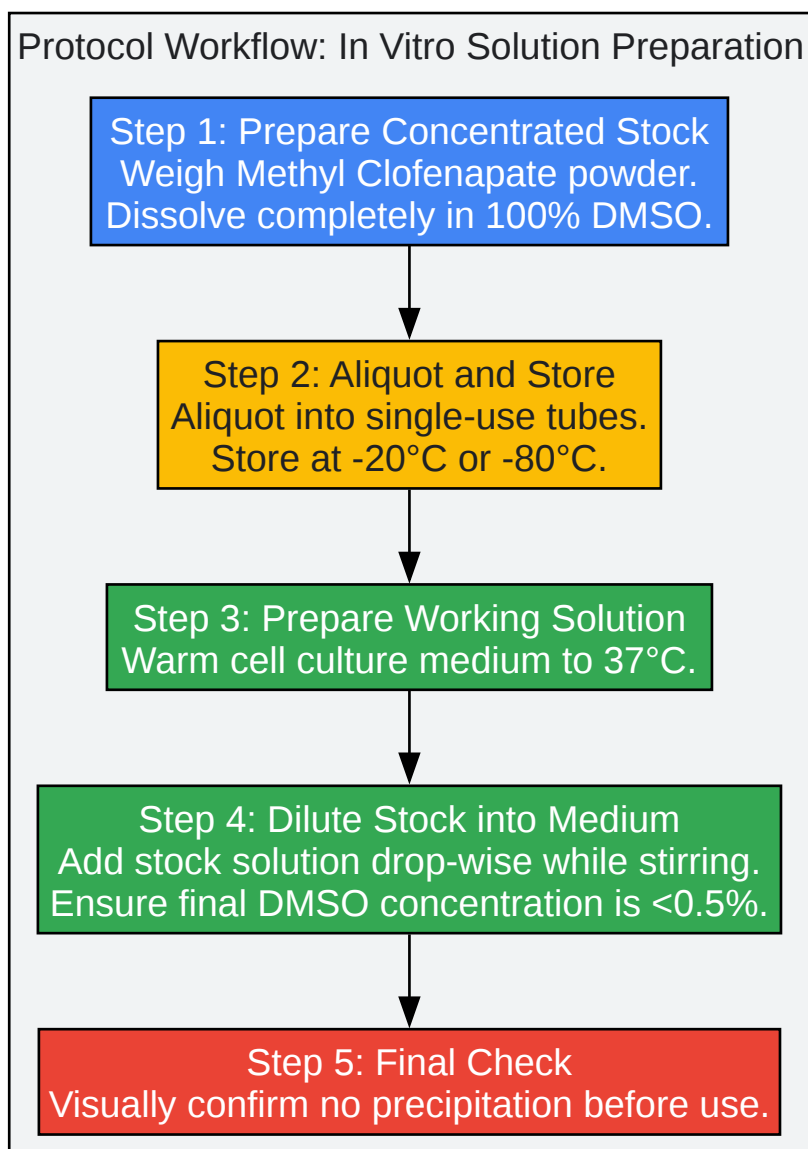 Protocol Workflow: In Vitro Solution Preparation
Step 1: Prepare Concentrated Stock
Weigh Methyl Clofenapate powder.
Dissolve completely in 100% DMSO.
Step 2: Aliquot and Store
Aliquot into single-use tubes.
Store at -20°C or -80°C.
Step 3: Prepare Working Solution
Warm cell culture medium to 37°C.
Step 4: Dilute Stock into Medium
Add stock solution drop-wise while stirring.
Ensure final DMSO concentration is <0.5%.
Step 5: Final Check
Visually confirm no precipitation before use.